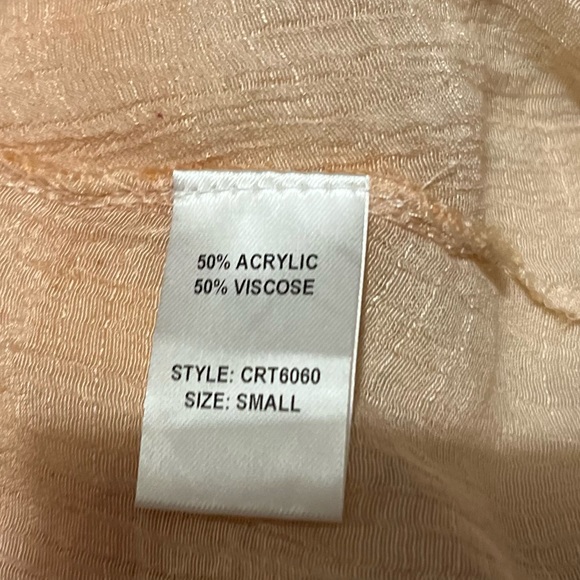 50% ACRYLIC
50% VISCOSE
STYLE: CRT6060
SIZE: SMALL